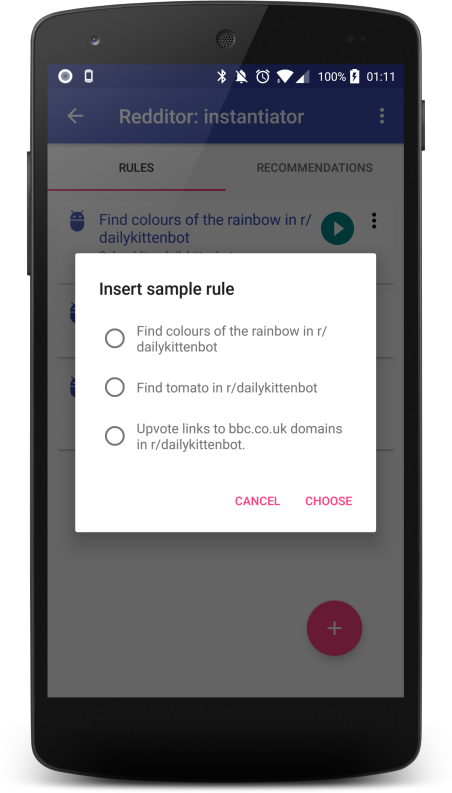 100% 01:11
Redditor: instantiator
RULES RECOMMENDATIONS
Find colours of the rainbow in r/
dailykittenbot
Insert sample rule
Find colours of the rainbow in r/
dailykittenbot
Find tomato in r/dailykittenbot
Upvote links to bbc.co.uk domains
in r/dailykittenbot.
CANCEL CHOOSE